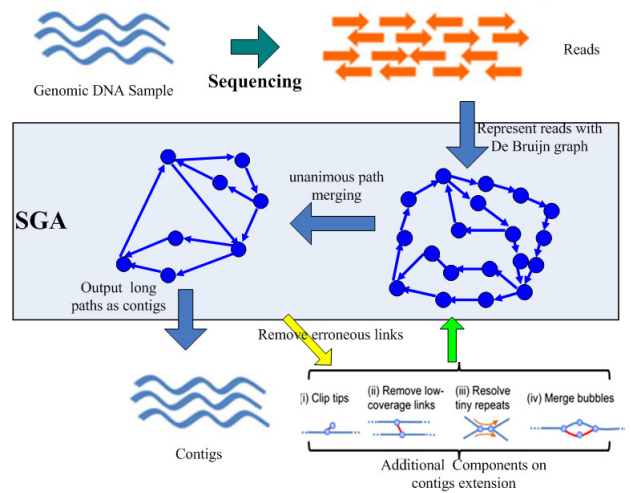 Genomic DNA Sample
Sequencing
Reads
Represent reads with
De Bruijn graph
unanimous path
merging
SGA
Output long
paths as contigs
Remove erroneous links
(i) Clip tips
(ii) Remove low-
coverage links
(iii) Resolve
tiny repeats
(iv) Merge bubbles
Contigs
Additional Components on
contigs extension